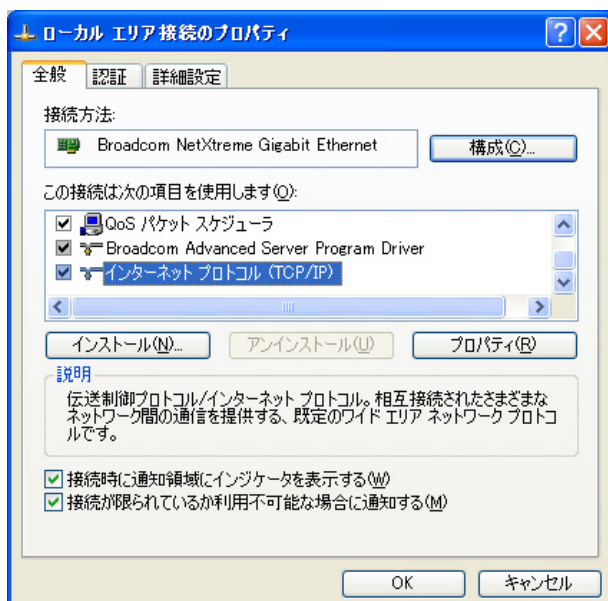 ローカル エリア接続のプロパティ
全般 認証 詳細設定
接続方法:
Broadcom NetXtreme Gigabit Ethernet 構成(C)...
この接続は次の項目を使用します(O):
QoS パケット スケジューラ
Broadcom Advanced Server Program Driver
インターネット プロトコル (TCP/IP)
インストール(N)... アンインストール(U) プロパティ(R)
説明
伝送制御プロトコル/インターネット プロトコル。相互接続されたさまざまな
ネットワーク間の通信を提供する、既定のワイド エリア ネットワーク プロトコ
ルです。
接続時に通知領域にインジケータを表示する(W)
接続が限られているか利用不可能な場合に通知する(M)
OK キャンセル